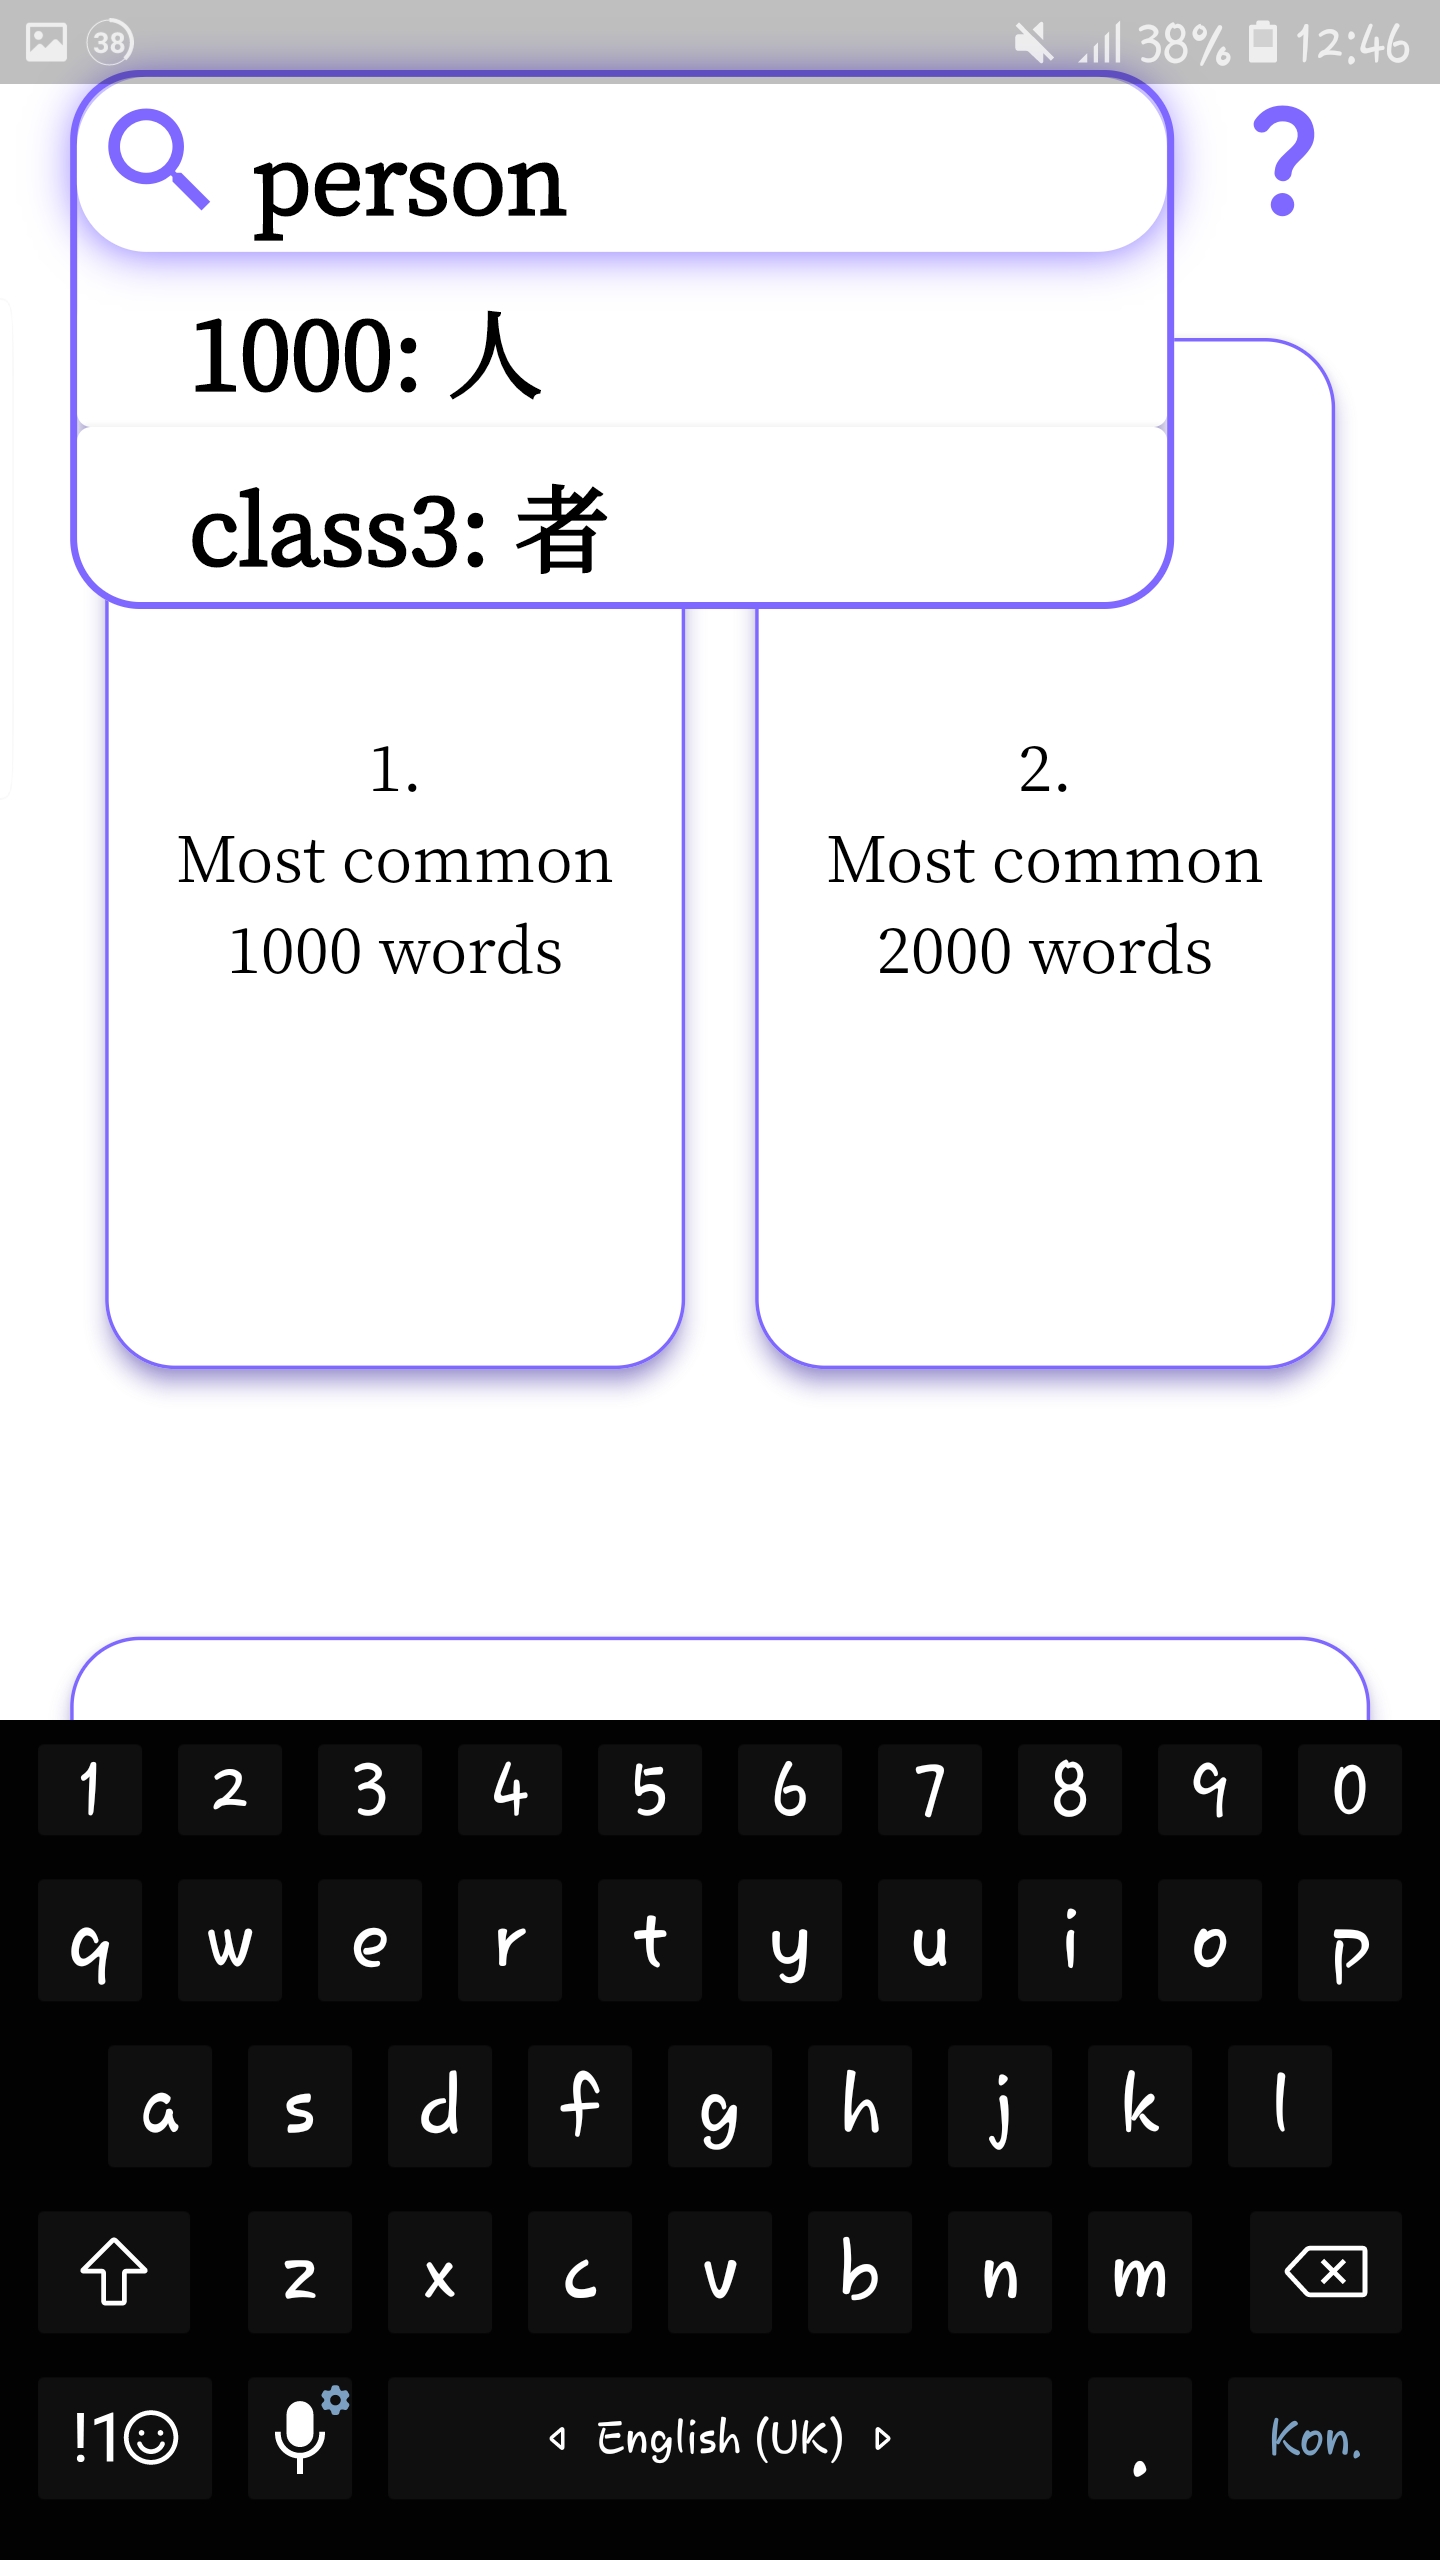 38 38% 12:46
person
?
1000: 人
class3: 者
1.
Most common
1000 words
2.
Most common
2000 words
1 2 3 4 5 6 7 8 9 0
q w e r t y u i o p
a s d f g h j k l
z x c v b n m
!1☺ English (UK) . Kon.